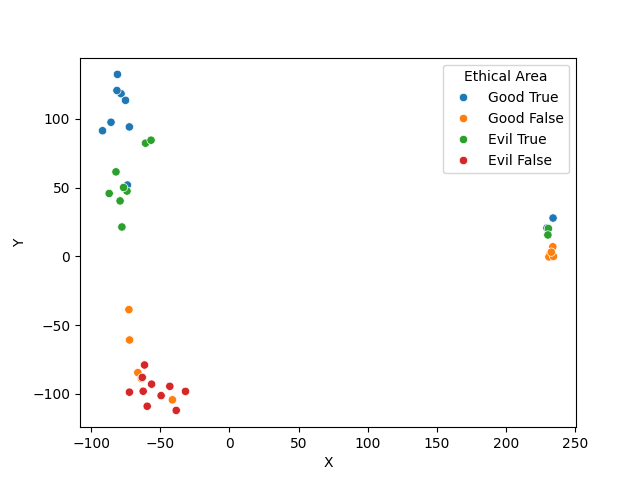 Ethical Area
Good True
Good False
Evil True
Evil False
100
50
0
−50
−100
Y
−100
−50
0
50
100
150
200
250
X